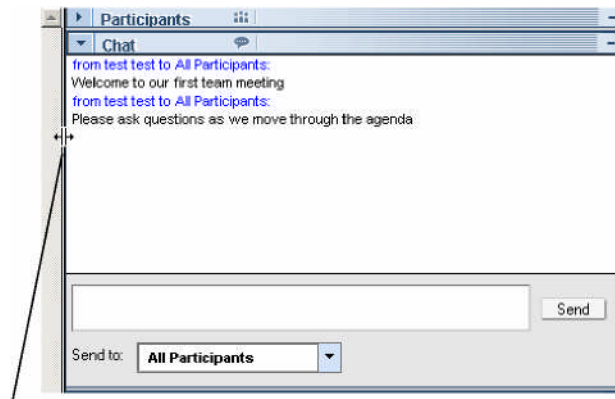 Participants
Chat
from test test to All Participants:
Welcome to our first team meeting
from test test to All Participants:
Please ask questions as we move through the agenda
Send
Send to: All Participants